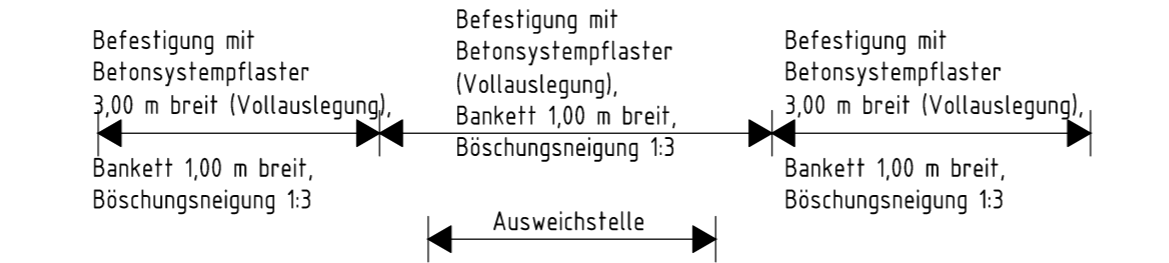 Befestigung mit
Betonsystempflaster
3,00 m breit (Vollauslegung),
Bankett 1,00 m breit,
Böschungsneigung 1:3
Befestigung mit
Betonsystempflaster
(Vollauslegung),
Bankett 1,00 m breit,
Böschungsneigung 1:3
Befestigung mit
Betonsystempflaster
3,00 m breit (Vollauslegung),
Bankett 1,00 m breit,
Böschungsneigung 1:3
Ausweichstelle